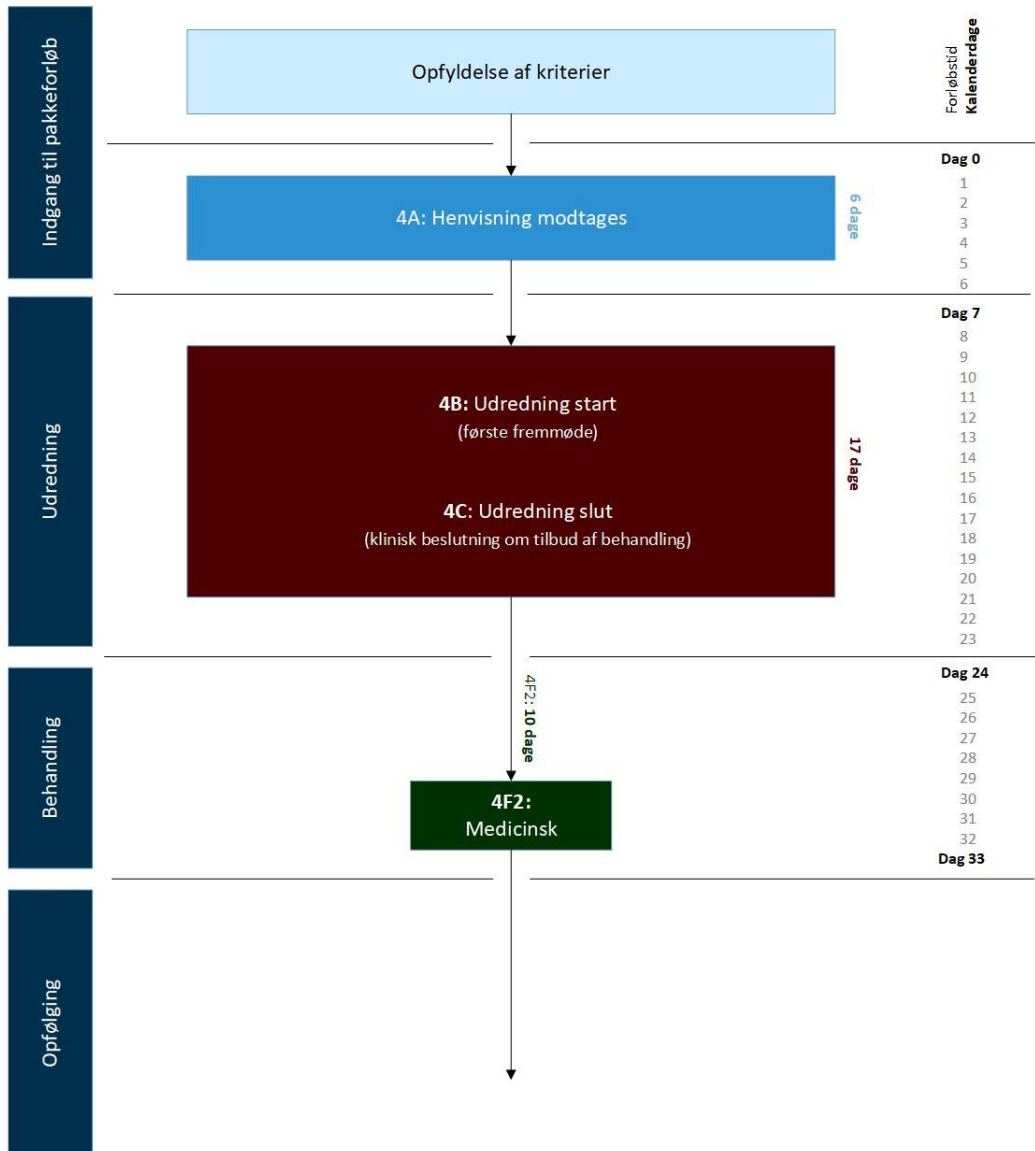 Indgang til pakkeforløb
Opfyldelse af kriterier
Forløbstid
Kalenderdage
Dag 0
4A: Henvisning modtages
6 dage
1
2
3
4
5
6
Udredning
Dag 7
4B: Udredning start
(første fremmøde)
4C: Udredning slut
(klinisk beslutning om tilbud af behandling)
17 dage
8
9
10
11
12
13
14
15
16
17
18
19
20
21
22
23
Behandling
Dag 24
4F2: 10 dage
4F2:
Medicinsk
25
26
27
28
29
30
31
32
Dag 33
Opfølging